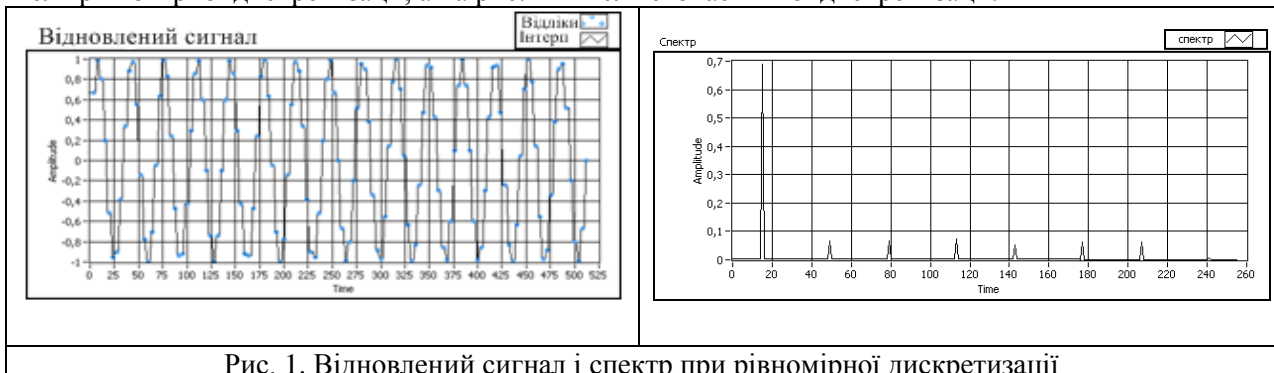 Відновлений сигнал
Відліки
Інтерп
Amplitude
1
0,8
0,6
0,4
0,2
0
-0,2
-0,4
-0,6
-0,8
-1
0 25 50 75 100 125 150 175 200 225 250 275 300 325 350 375 400 425 450 475 500 525
Time
Спектр
спектр
Amplitude
0,7
0,6
0,5
0,4
0,3
0,2
0,1
0
0 20 40 60 80 100 120 140 160 180 200 220 240 260
Time
Рис. 1. Відновлений сигнал і спектр при рівномірної дискретизації